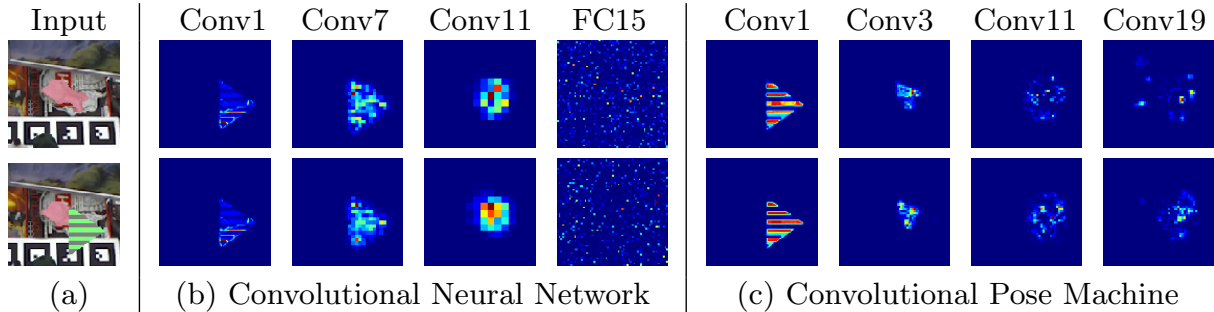 Input Conv1 Conv7 Conv11 FC15 Conv1 Conv3 Conv11 Conv19
(a) (b) Convolutional Neural Network (c) Convolutional Pose Machine